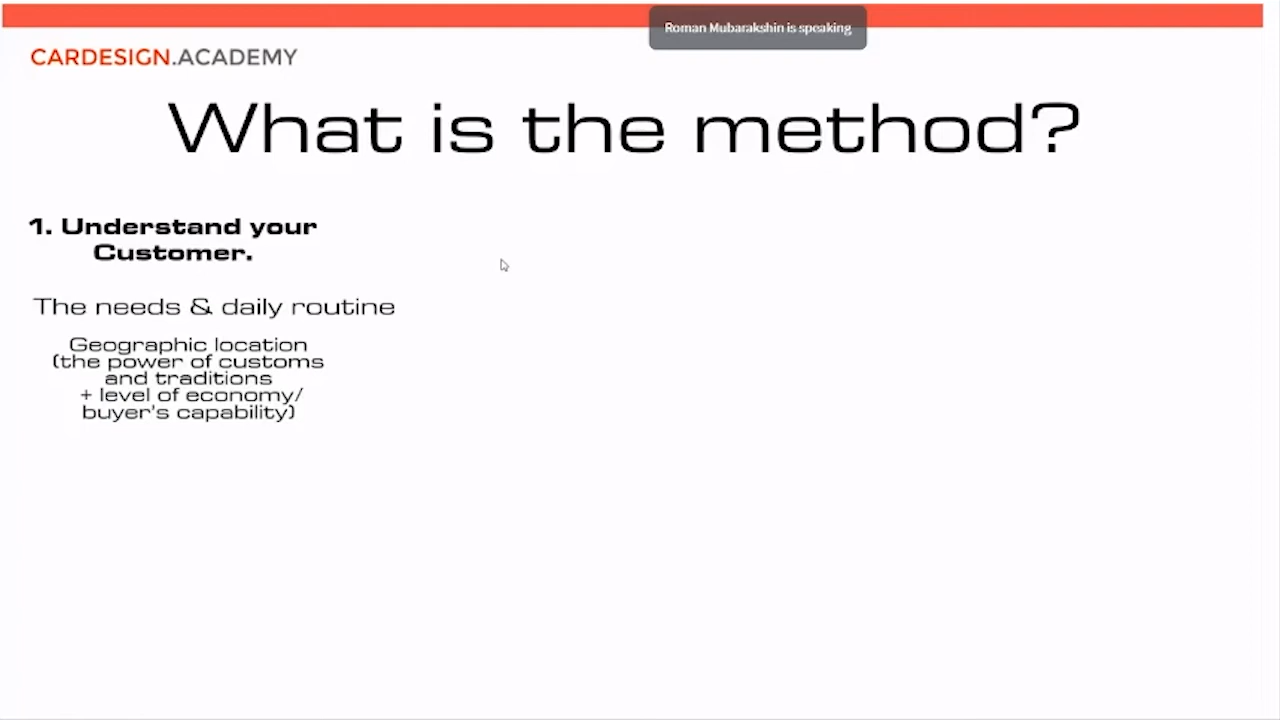 Roman Mubarakshin is speaking
CARDESIGN.ACADEMY
What is the method?
1. Understand your
Customer.
The needs & daily routine
Geographic location
(the power of customs
and traditions
+ level of economy/
buyer's capability)